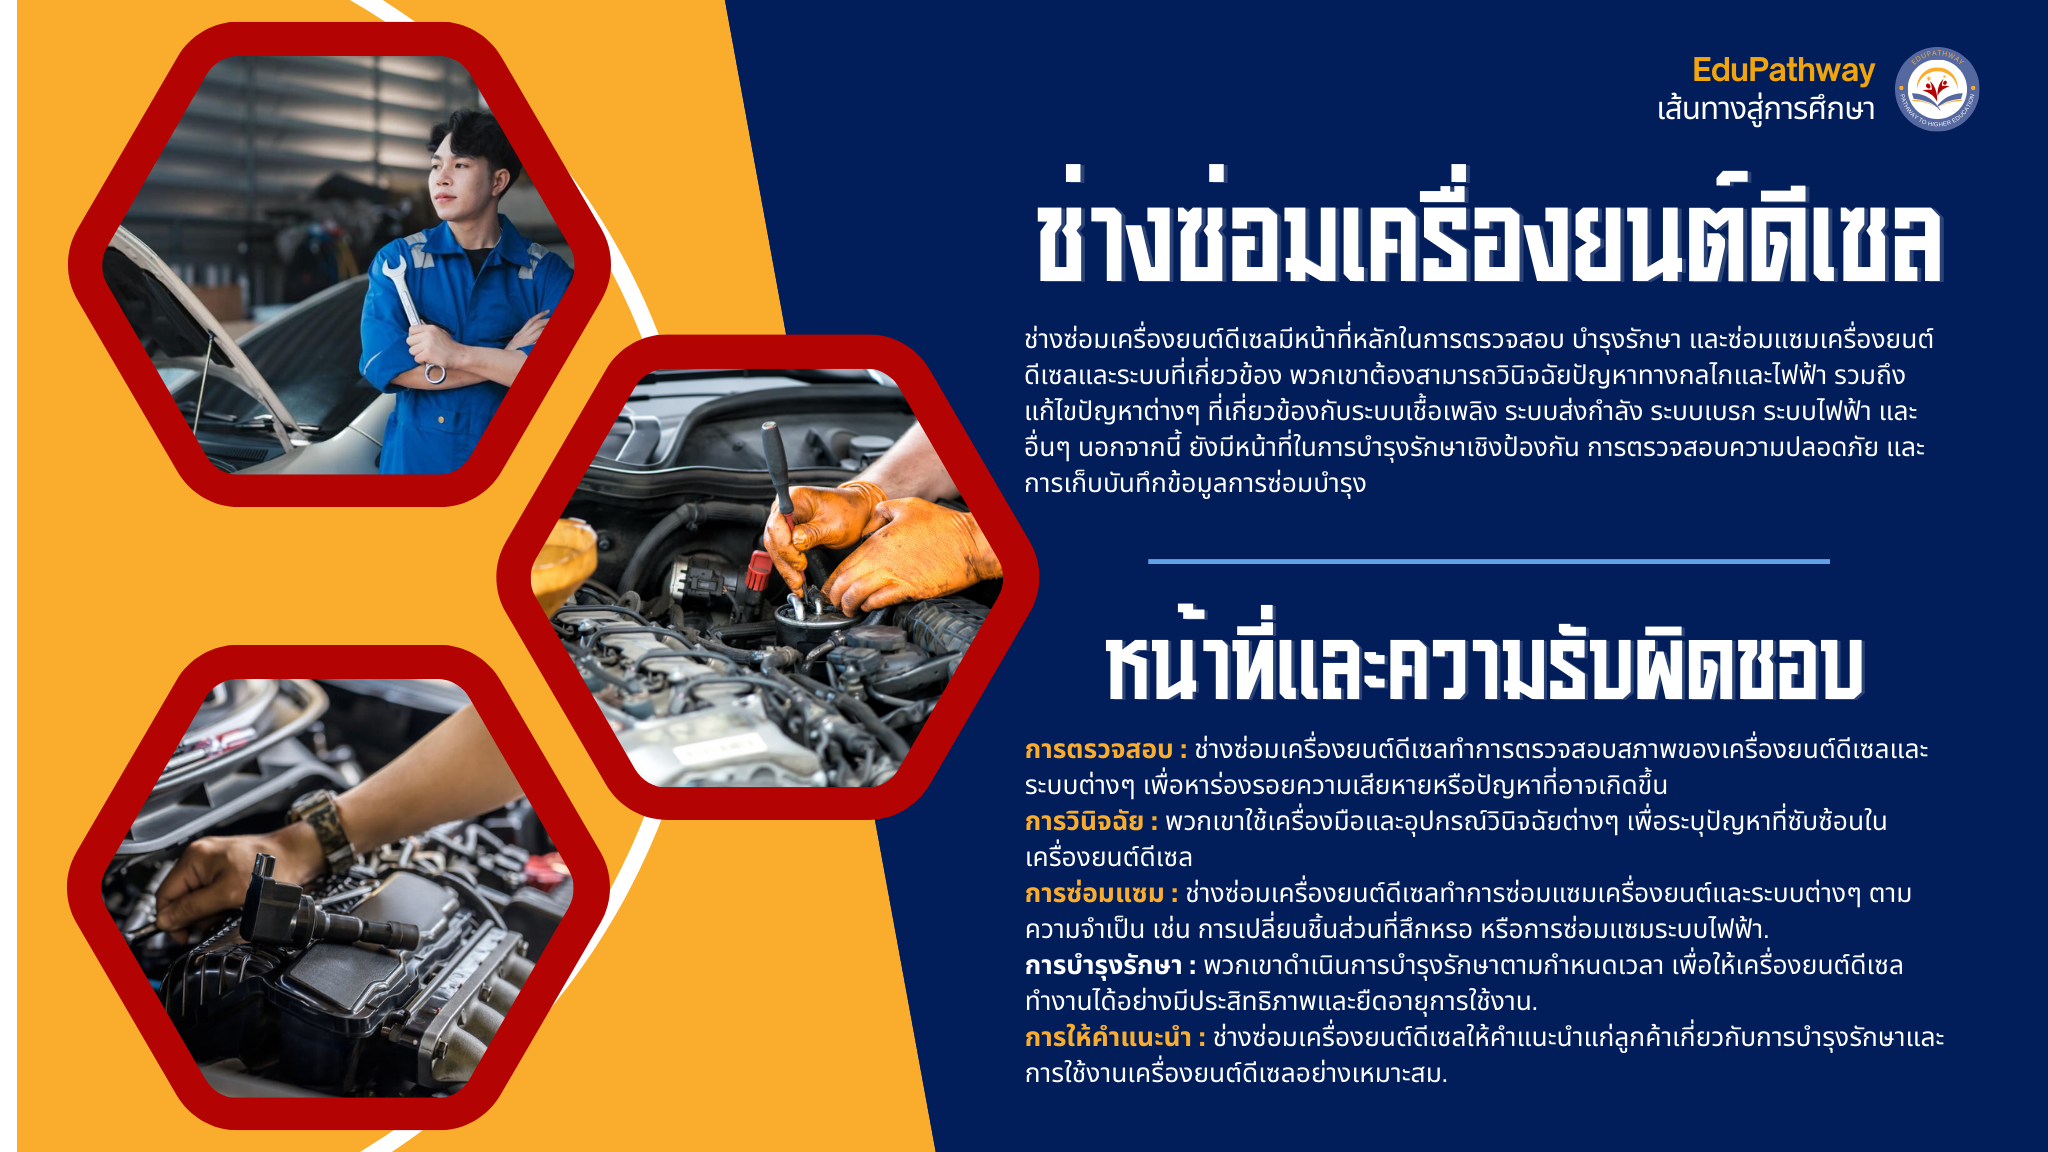 EduPathway
เส้นทางสู่การศึกษา
EDUPATHWAY
PATHWAY TO HIGHER EDUCATION
ช่างซ่อมเครื่องยนต์ดีเซล
ช่างซ่อมเครื่องยนต์ดีเซลมีหน้าที่หลักในการตรวจสอบ บำรุงรักษา และซ่อมแซมเครื่องยนต์
ดีเซลและระบบที่เกี่ยวข้อง พวกเขาต้องสามารถวินิจฉัยปัญหาทางกลไกและไฟฟ้า รวมถึง
แก้ไขปัญหาต่างๆ ที่เกี่ยวข้องกับระบบเชื้อเพลิง ระบบส่งกำลัง ระบบเบรก ระบบไฟฟ้า และ
อื่นๆ นอกจากนี้ ยังมีหน้าที่ในการบำรุงรักษาเชิงป้องกัน การตรวจสอบความปลอดภัย และ
การเก็บบันทึกข้อมูลการซ่อมบำรุง
หน้าที่และความรับผิดชอบ
การตรวจสอบ : ช่างซ่อมเครื่องยนต์ดีเซลทำการตรวจสอบสภาพของเครื่องยนต์ดีเซลและ
ระบบต่างๆ เพื่อหาร่องรอยความเสียหายหรือปัญหาที่อาจเกิดขึ้น
การวินิจฉัย : พวกเขาใช้เครื่องมือและอุปกรณ์วินิจฉัยต่างๆ เพื่อระบุปัญหาที่ซับซ้อนใน
เครื่องยนต์ดีเซล
การซ่อมแซม : ช่างซ่อมเครื่องยนต์ดีเซลทำการซ่อมแซมเครื่องยนต์และระบบต่างๆ ตาม
ความจำเป็น เช่น การเปลี่ยนชิ้นส่วนที่สึกหรอ หรือการซ่อมแซมระบบไฟฟ้า.
การบำรุงรักษา : พวกเขาดำเนินการบำรุงรักษาตามกำหนดเวลา เพื่อให้เครื่องยนต์ดีเซล
ทำงานได้อย่างมีประสิทธิภาพและยืดอายุการใช้งาน.
การให้คำแนะนำ : ช่างซ่อมเครื่องยนต์ดีเซลให้คำแนะนำแก่ลูกค้าเกี่ยวกับการบำรุงรักษาและ
การใช้งานเครื่องยนต์ดีเซลอย่างเหมาะสม.